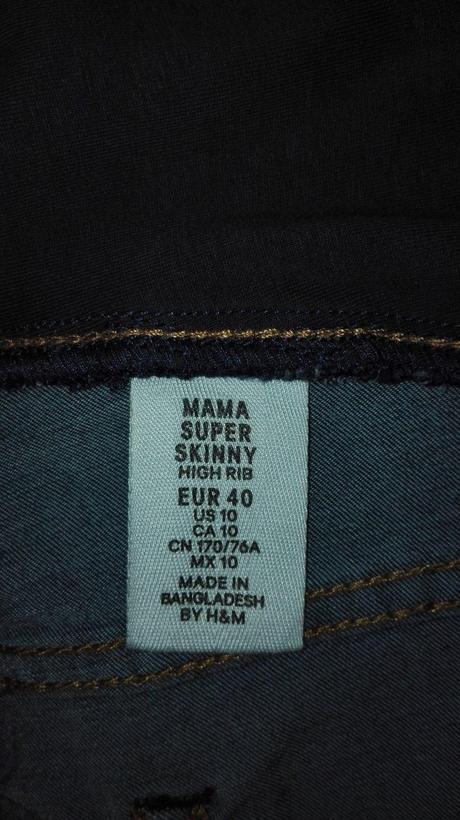 MAMA
SUPER
SKINNY
HIGH RIB
EUR 40
US 10
CA 10
CN 170/76A
MX 10
MADE IN
BANGLADESH
BY H&M